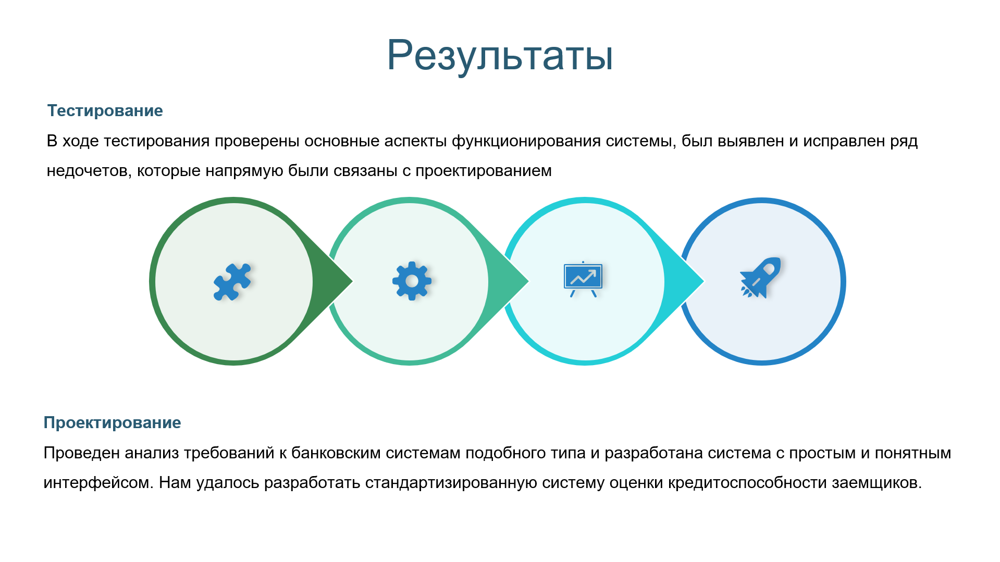 Результаты
Тестирование
В ходе тестирования проверены основные аспекты функционирования системы, был выявлен и исправлен ряд
недочетов, которые напрямую были связаны с проектированием
Проектирование
Проведен анализ требований к банковским системам подобного типа и разработана система с простым и понятным
интерфейсом. Нам удалось разработать стандартизированную систему оценки кредитоспособности заемщиков.